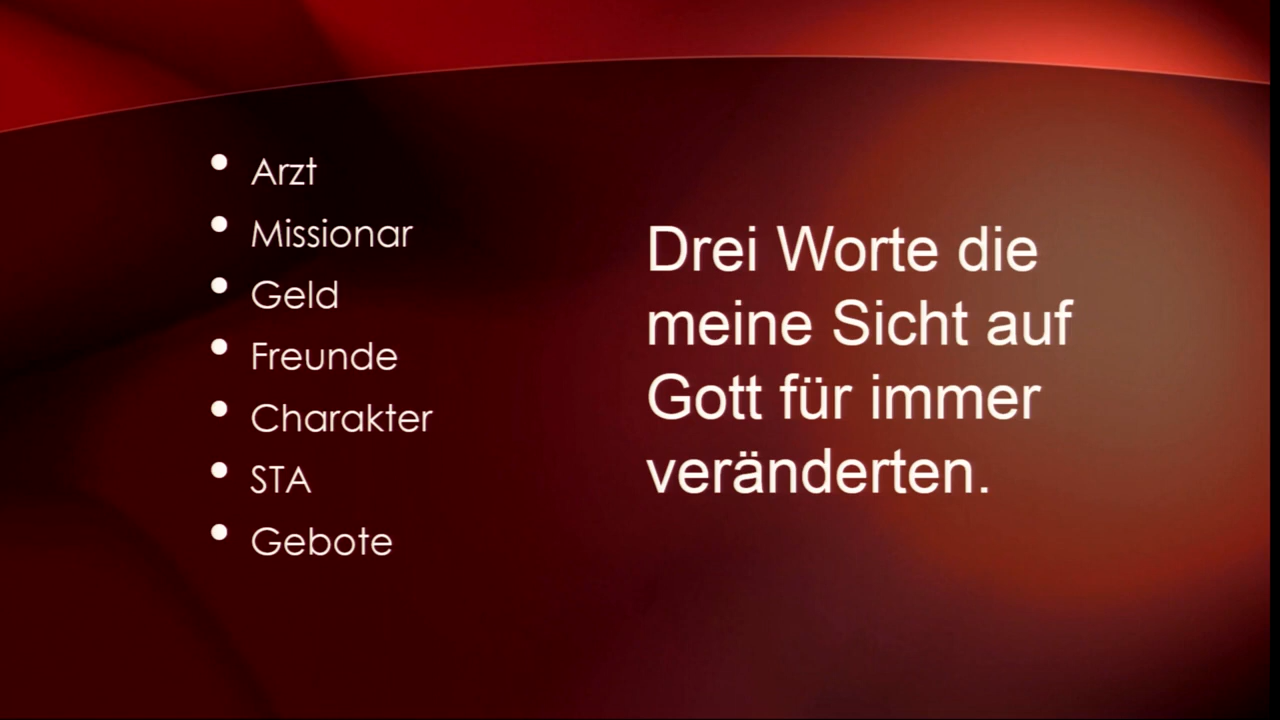 • Arzt
• Missionar
• Geld
• Freunde
• Charakter
• STA
• Gebote
Drei Worte die
meine Sicht auf
Gott für immer
veränderten.